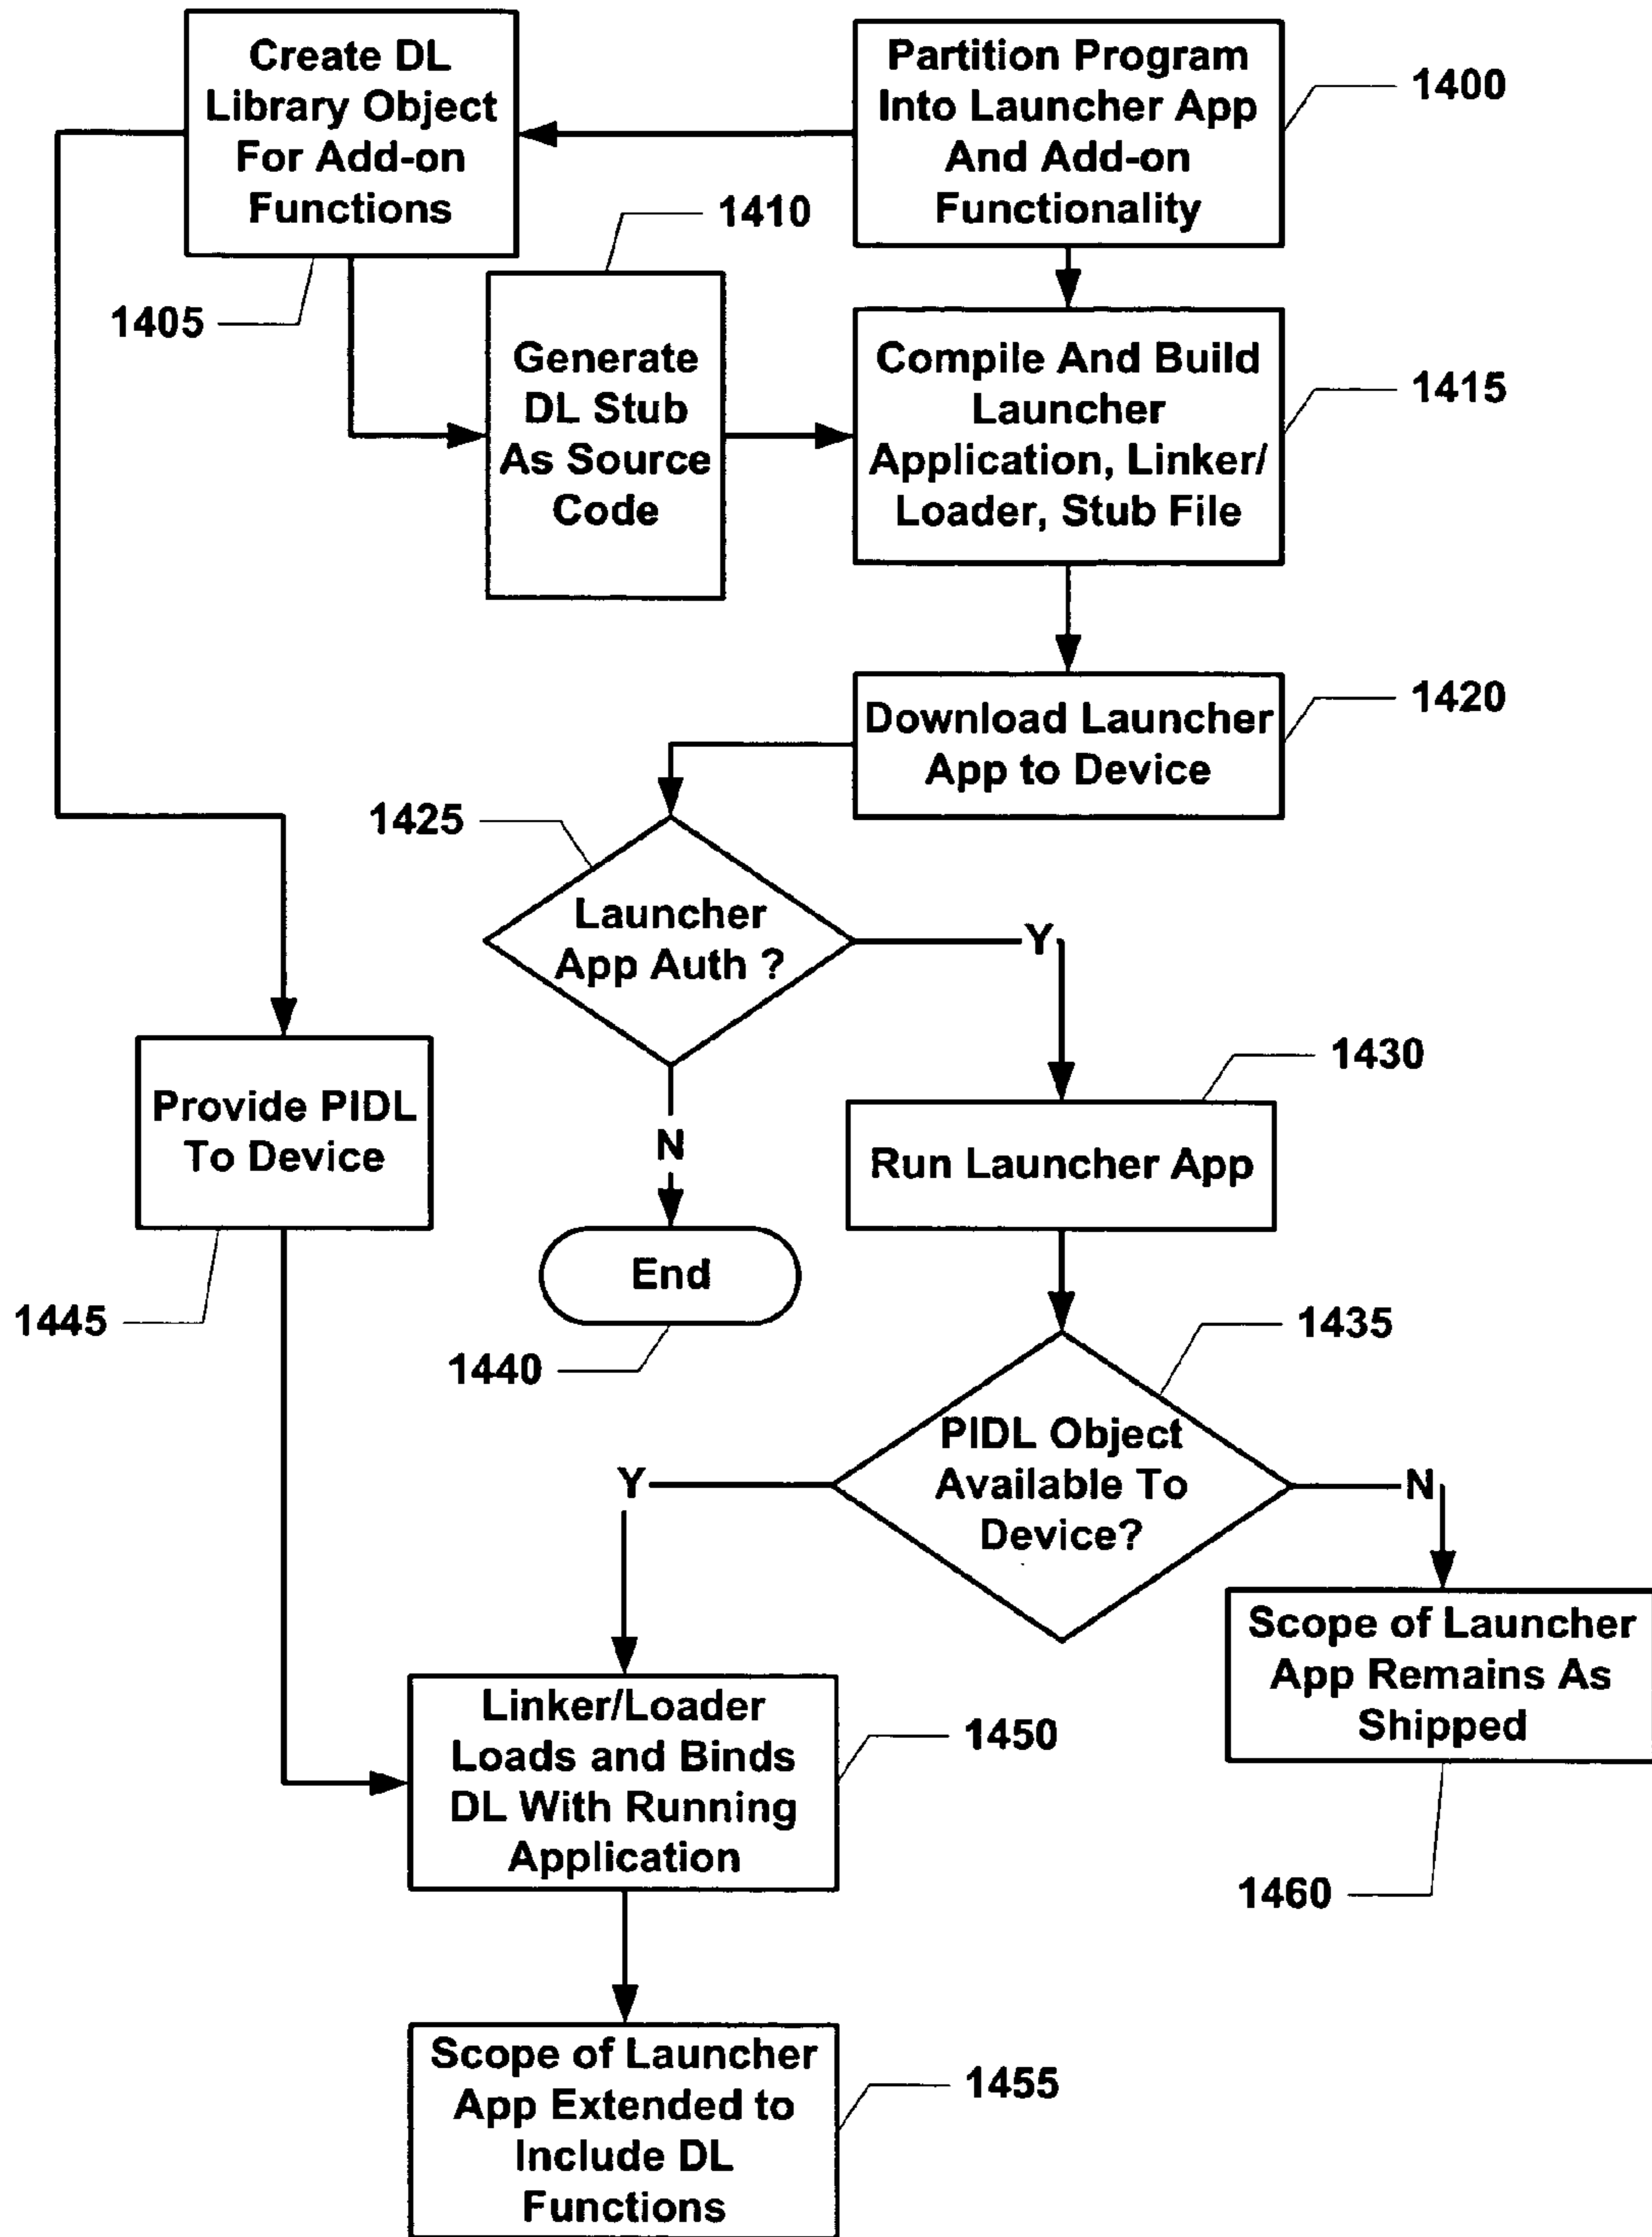 Create DL
Library Object
For Add-on
Functions
Partition Program
Into Launcher App
And Add-on
Functionality
1400
1410
1405
Generate
DL Stub
As Source
Code
Compile And Build
Launcher
Application, Linker/
Loader, Stub File
1415
Download Launcher
App to Device
1420
1425
Launcher
App Auth ?
Y
N
1430
Provide PIDL
To Device
Run Launcher App
End
1445
1440
1435
PIDL Object
Available To
Device?
Y
N
Scope of Launcher
App Remains As
Shipped
Linker/Loader
Loads and Binds
DL With Running
Application
1450
1460
Scope of Launcher
App Extended to
Include DL
Functions
1455